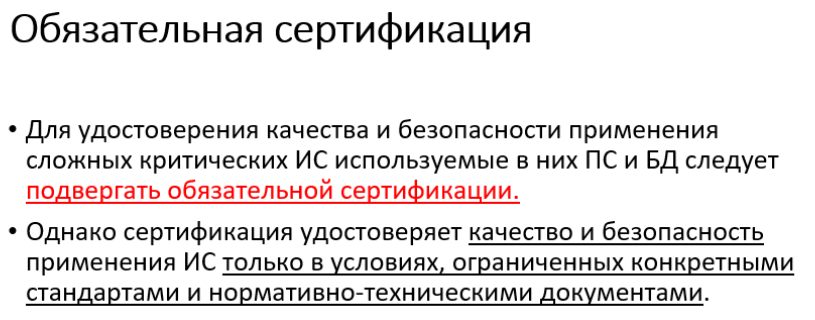 Обязательная сертификация
• Для удостоверения качества и безопасности применения
сложных критических ИС используемые в них ПС и БД следует
подвергать обязательной сертификации.
• Однако сертификация удостоверяет качество и безопасность
применения ИС только в условиях, ограниченных конкретными
стандартами и нормативно-техническими документами.